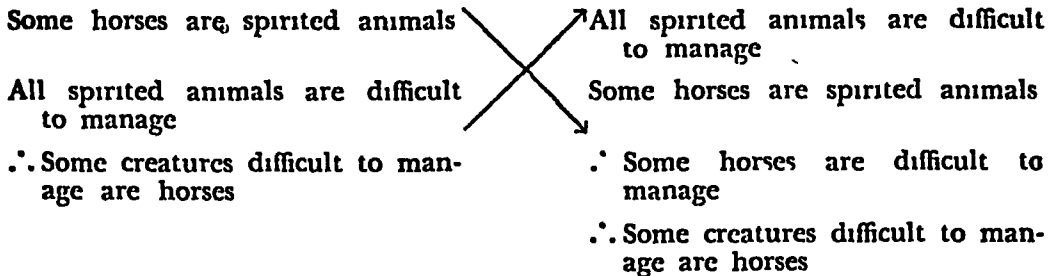 Some horses are spirited animals
All spirited animals are difficult
to manage
∴ Some creatures difficult to man-
age are horses
All spirited animals are difficult
to manage
Some horses are spirited animals
∴ Some horses are difficult to
manage
∴ Some creatures difficult to man-
age are horses